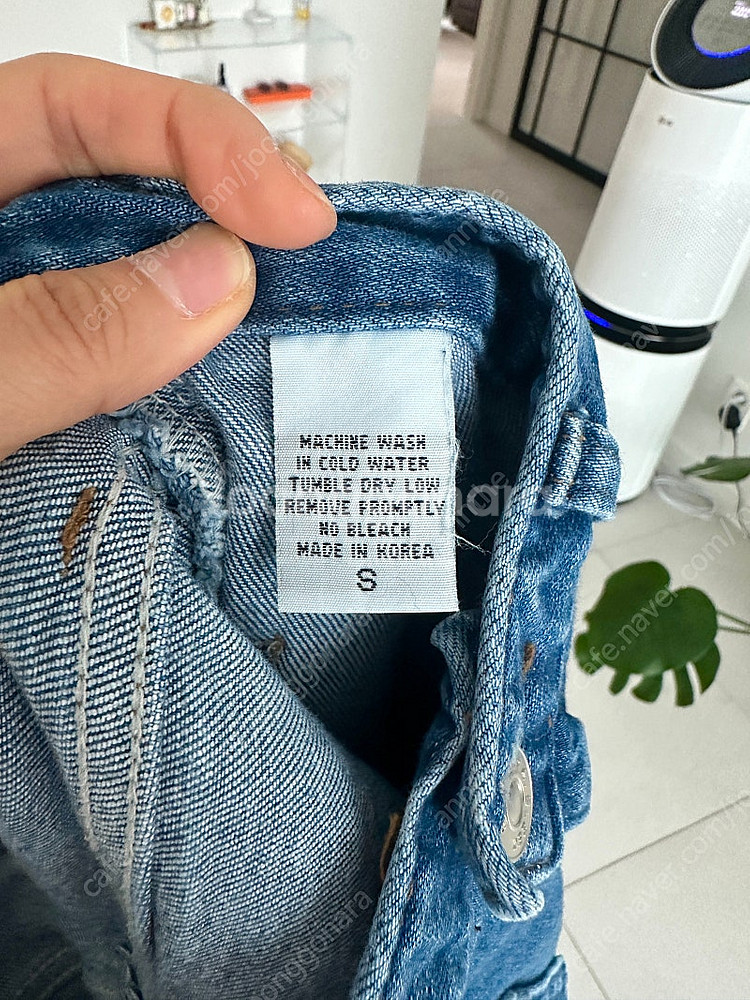 MACHINE WASH
IN COLD WATER
TUMBLE DRY LOW
REMOVE PROMPTLY
NO BLEACH
MADE IN KOREA
S